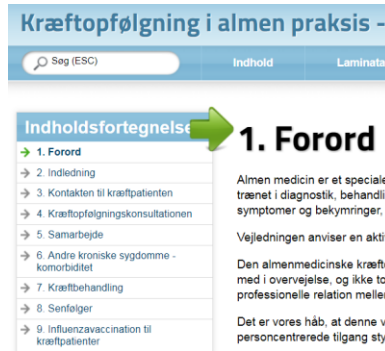 Kræftopfølgning i almen praksis -
Søg (ESC)
Indhold
Laminata
Indholdsfortegnelse
1. Forord
2. Indledning
3. Kontakten til kræftpatienten
4. Kræftopfølgningskonsultationen
5. Samarbejde
6. Andre kroniske sygdomme -
komorbiditet
7. Kræftbehandling
8. Senfølger
9. Influenzavaccination til
kræftpatienter
1. Forord
Almen medicin er et speciale
trænet i diagnostik, behandli
symptomer og bekymringer,
Vejledningen anviser en akti
Den almenmedicinske kræfto
med i overvejelse, og ikke to
professionelle relation meller
Det er vores håb, at denne v
personcentrerede tilgang sty